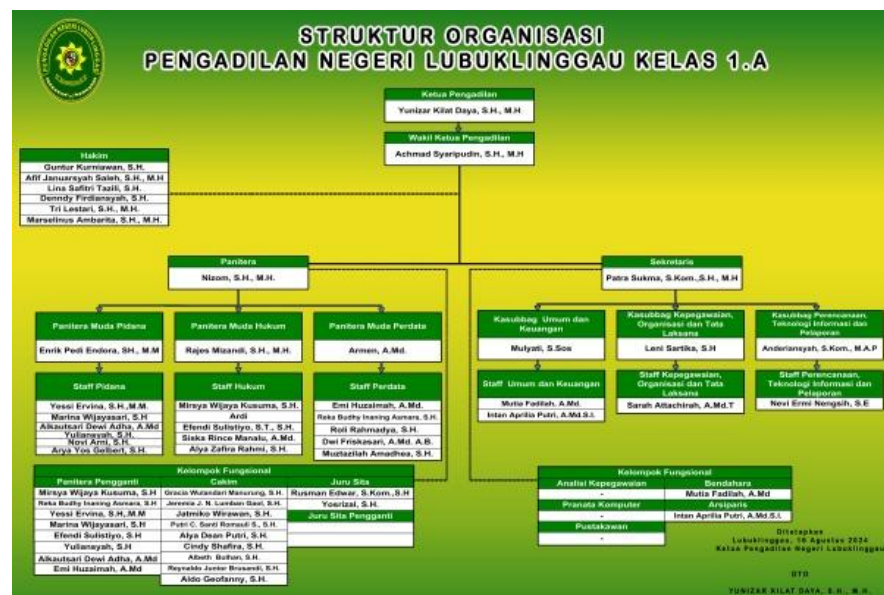 STRUKTUR ORGANISASI
PENGADILAN NEGERI LUBUKLINGGAU KELAS 1.A
Ketua Pengadilan
Yunizar Kilat Daya, S.H., M.H
Wakil Ketua Pengadilan
Achmad Syaripudin, S.H., M.H
Hakim
Guntur Kurniawan, S.H.
Afif Januarsyah Saleh, S.H., M.H
Lina Safitri Tazili, S.H.
Denndy Firdiansyah, S.H.
Tri Lestari, S.H., M.H.
Marselinus Ambarita, S.H., M.H.
Panitera
Nizom, S.H., M.H.
Sekretaris
Patra Sukma, S.Kom.,S.H., M.H
Panitera Muda Pidana
Enrik Pedi Endora, SH., M.M
Panitera Muda Hukum
Rajes Mizandi, S.H., M.H.
Panitera Muda Perdata
Armen, A.Md.
Kasubbag Umum dan
Keuangan
Mulyati, S.Sos
Kasubbag Kepegawaian,
Organisasi dan Tata
Laksana
Leni Sartika, S.H
Kasubbag Perencanaan,
Teknologi Informasi dan
Pelaporan
Anderiansyah, S.Kom., M.A.P
Staff Pidana
Yessi Ervina, S.H.,M.M.
Marina Wijayasari, S.H
Alkautsari Dewi Adha, A.Md
Yulianayah, S.H.
Novi Arni, S.H
Arya Yos Gelbert, S.H.
Staff Hukum
Mirsya Wijaya Kusuma, S.H.
Ardi
Efendi Sulistiyo, S.T., S.H.
Siska Rince Manalu, A.Md.
Alya Zafira Rahmi, S.H.
Staff Perdata
Emi Huzaimah, A.Md.
Reka Budhy Inaning Asmara, S.H.
Roli Rahmadya, S.H.
Dwi Friskasari, A.Md. A.B.
Muztazilah Amadhea, S.H.
Staff Umum dan Keuangan
Mutia Fadilah, A.Md.
Intan Aprilia Putri, A.Md.S.I.
Staff Kepegawaian,
Organisasi dan Tata
Laksana
Sarah Attachirah, A.Md.T
Staff Perencanaan,
Teknologi Informasi dan
Pelaporan
Nevi Ermi Nengsih, S.E
Kelompok Fungsional
Panitera Pengganti
Mirsya Wijaya Kusuma, S.H
Reka Budhy Inaning Asmara, S.H
Yessi Ervina, S.H.,M.M
Marina Wijayasari, S.H
Efendi Sulistiyo, S.H
Yulianayah, S.H
Alkautsari Dewi Adha, A.Md
Emi Huzaimah, A.Md
Cakim
Gracia Wulandari Manurung, S.H.
Jeremia J. N. Lumban Gaol, S.H.
Jatmiko Wirawan, S.H.
Putri C. Santi Romauli S., S.H.
Alya Dean Putri, S.H.
Cindy Shafira, S.H.
Albeth Bulhan, S.H.
Reynaldo Junior Brusandi, S.H.
Aldo Geofanny, S.H.
Juru Sita
Rusman Edwar, S.Kom.,S.H
Yosrizal, S.H.
Juru Sita Pengganti
Kelompok Fungsional
Analisi Kepegawaian
-
Pranata Komputer
-
Pustakawan
-
Bendahara
Mutia Fadilah, A.Md
Arsiparis
Intan Aprilia Putri, A.Md.S.I.
Ditetapkan
Lubuklinggau, 16 Agustus 2024
Ketua Pengadilan Negeri Lubuklinggau
DTO
YUNIZAR KILAT DAYA, S.H., M.H.